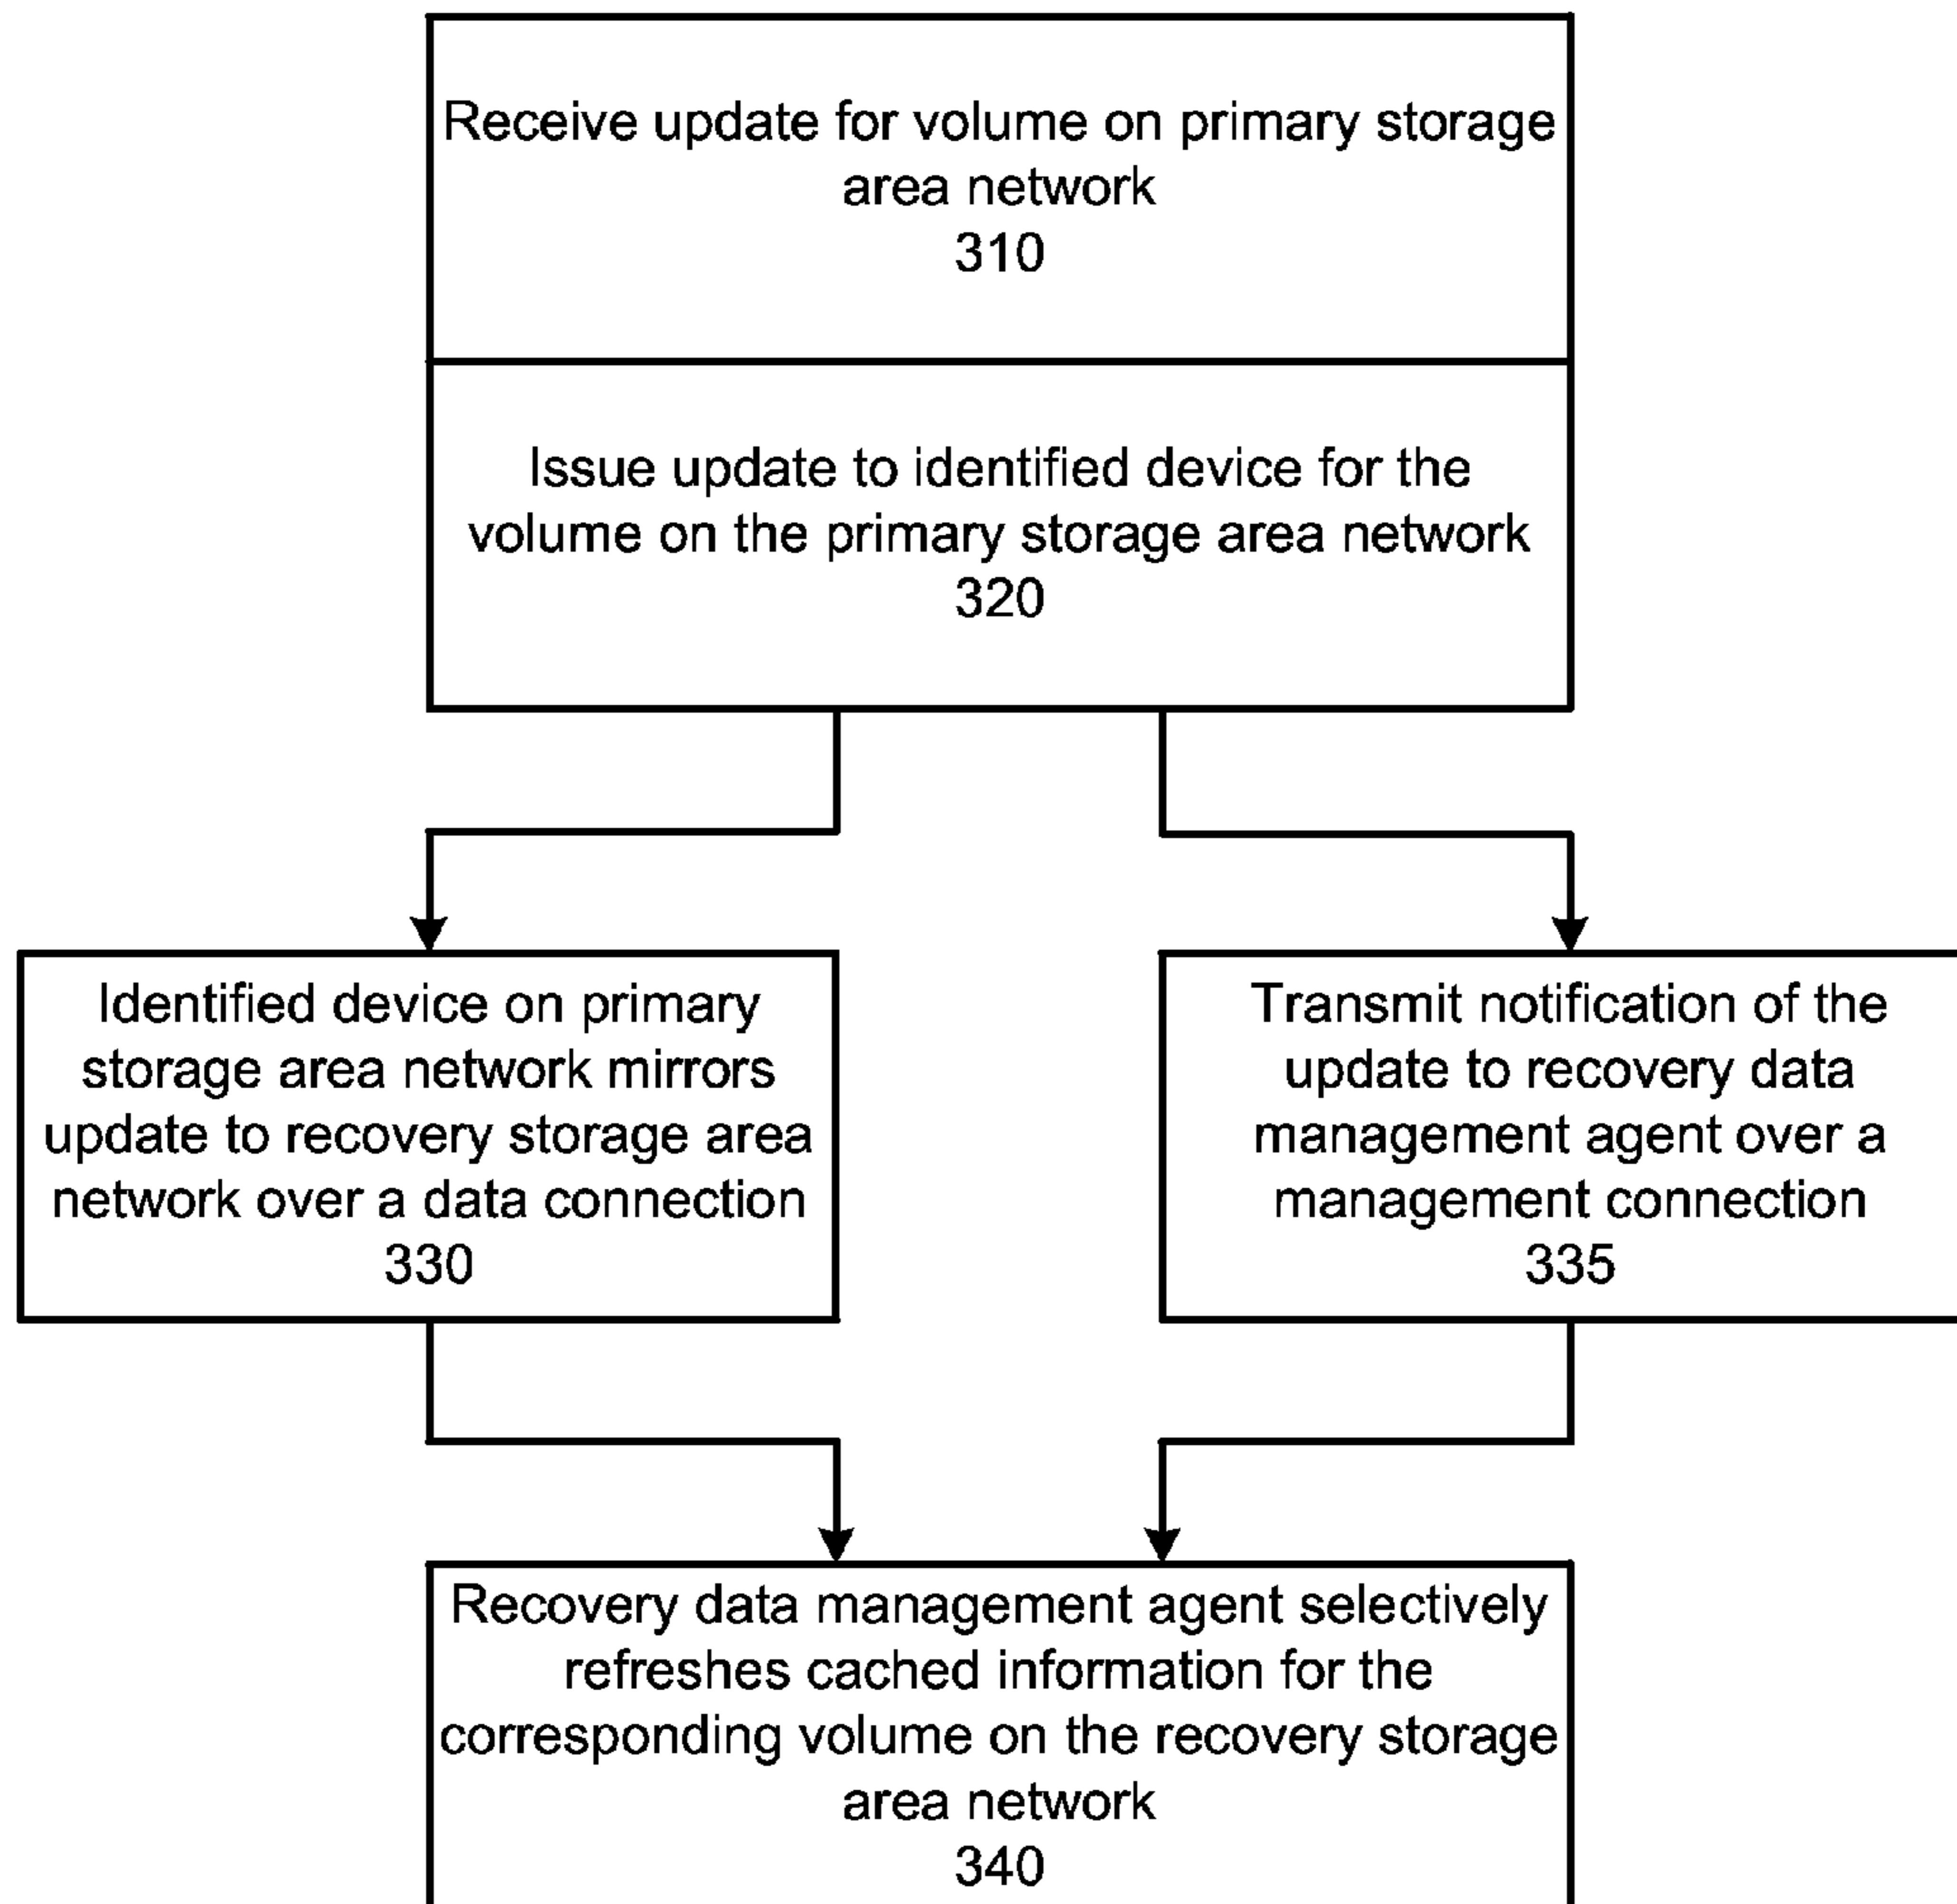 Receive update for volume on primary storage
area network
310
Issue update to identified device for the
volume on the primary storage area network
320
Identified device on primary
storage area network mirrors
update to recovery storage area
network over a data connection
330
Transmit notification of the
update to recovery data
management agent over a
management connection
335
Recovery data management agent selectively
refreshes cached information for the
corresponding volume on the recovery storage
area network
340